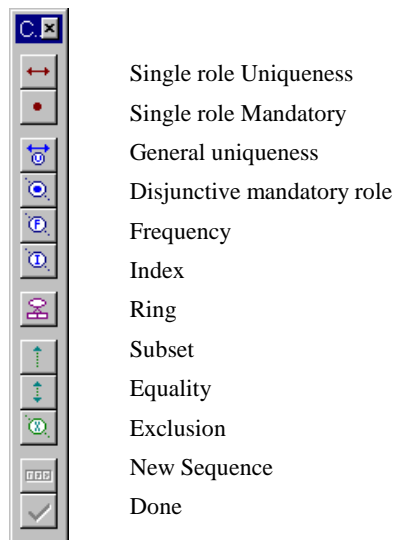 C.
Single role Uniqueness
Single role Mandatory
U
General uniqueness
Disjunctive mandatory role
F
Frequency
I
Index
Ring
Subset
Equality
X
Exclusion
New Sequence
Done